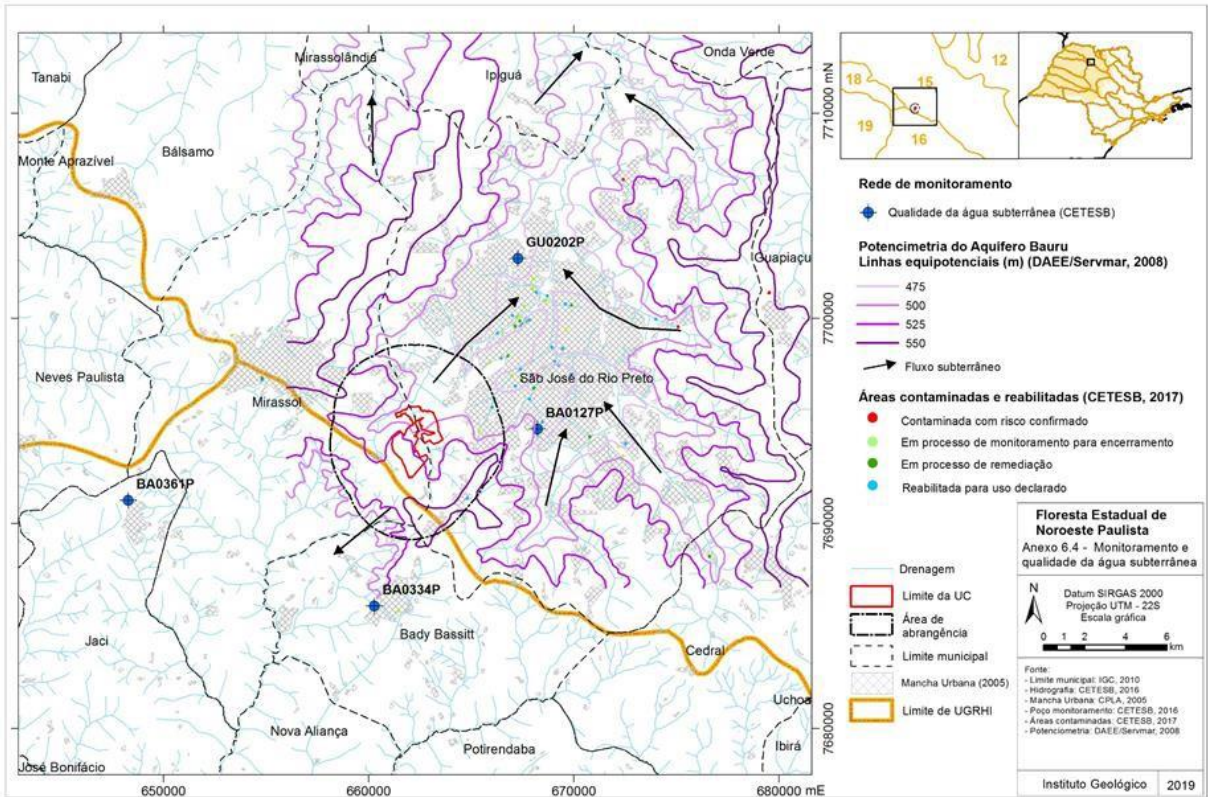 Tanabi
Mirassolândia
Ipiguá
Onda Verde
Monte Aprazível
Bálsamo
GU0202P
Guapiaçu
Neves Paulista
Mirassol
São José do Rio Preto
BA0127P
BA0361P
BA0334P
Bady Bassitt
Jaci
Cedral
Uchoa
Nova Aliança
Potirendaba
Ibirá
José Bonifácio
650000
660000
670000
680000 mE
7710000 mN
7700000
7690000
7680000
18
15
12
19
16
Rede de monitoramento
Qualidade da água subterrânea (CETESB)
Potencimetria do Aquífero Bauru
Linhas equipotenciais (m) (DAEE/Servmar, 2008)
475
500
525
550
Fluxo subterrâneo
Áreas contaminadas e reabilitadas (CETESB, 2017)
Contaminada com risco confirmado
Em processo de monitoramento para encerramento
Em processo de remediação
Reabilitada para uso declarado
Drenagem
Limite da UC
Área de
abrangência
Limite municipal
Mancha Urbana (2005)
Limite de UGRHI
Floresta Estadual de
Noroeste Paulista
Anexo 6.4 - Monitoramento e
qualidade da água subterrânea
N
Datum SIRGAS 2000
Projeção UTM - 22S
Escala gráfica
0 1 2 4 6
km
Fonte:
- Limite municipal: IGC, 2010
- Hidrografia: CETESB, 2016
- Mancha Urbana: CPLA, 2005
- Poço monitoramento: CETESB, 2016
- Áreas contaminadas: CETESB, 2017
- Potenciometria: DAEE/Servmar, 2008
Instituto Geológico
2019